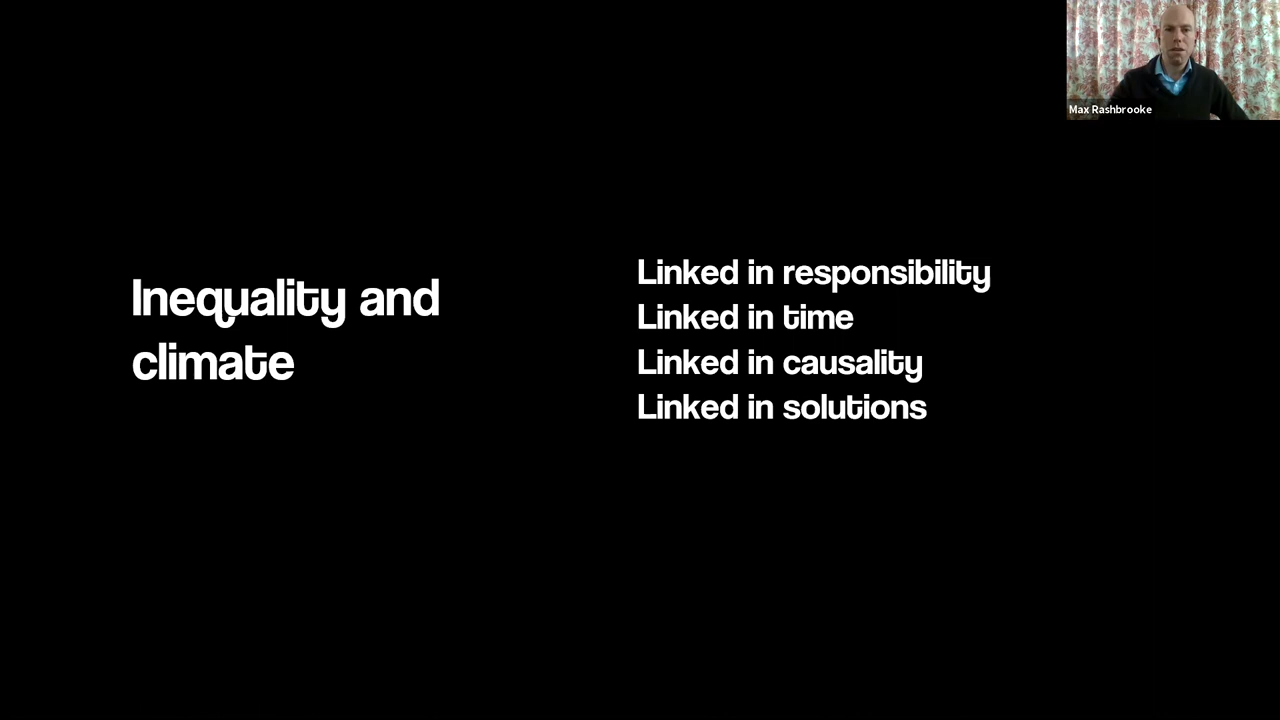 Max Rashbrooke
Inequality and
climate
Linked in responsibility
Linked in time
Linked in causality
Linked in solutions